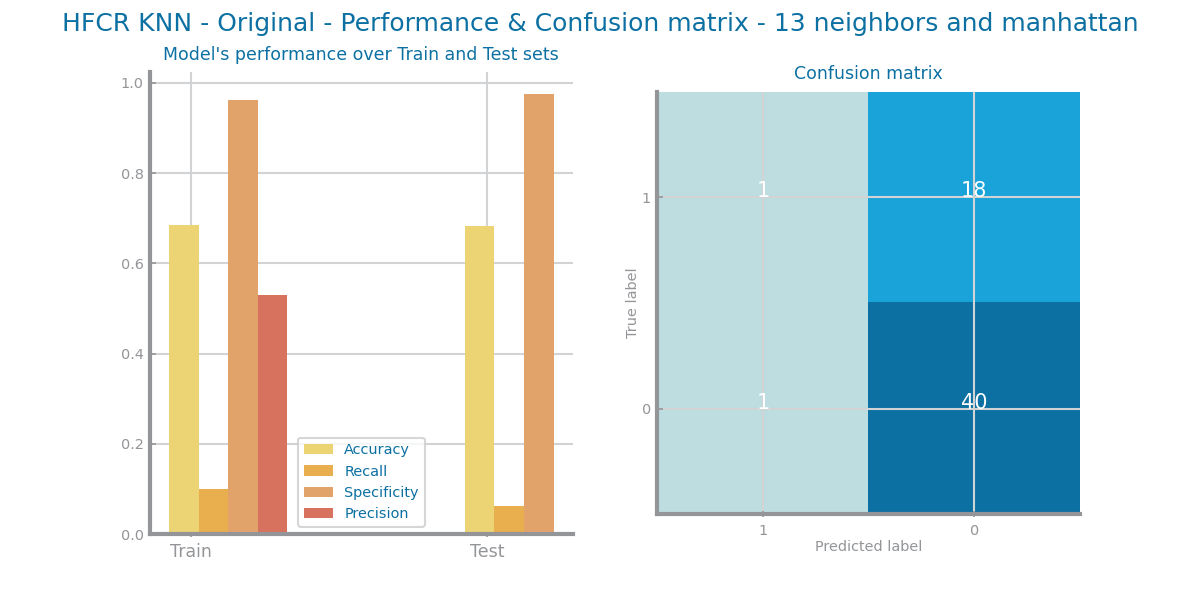 HFCR KNN - Original - Performance & Confusion matrix - 13 neighbors and manhattan
Model's performance over Train and Test sets
1.0
0.8
0.6
0.4
0.2
0.0
Train
Test
Accuracy
Recall
Specificity
Precision
Confusion matrix
True label
1
0
1
18
1
40
1
0
Predicted label